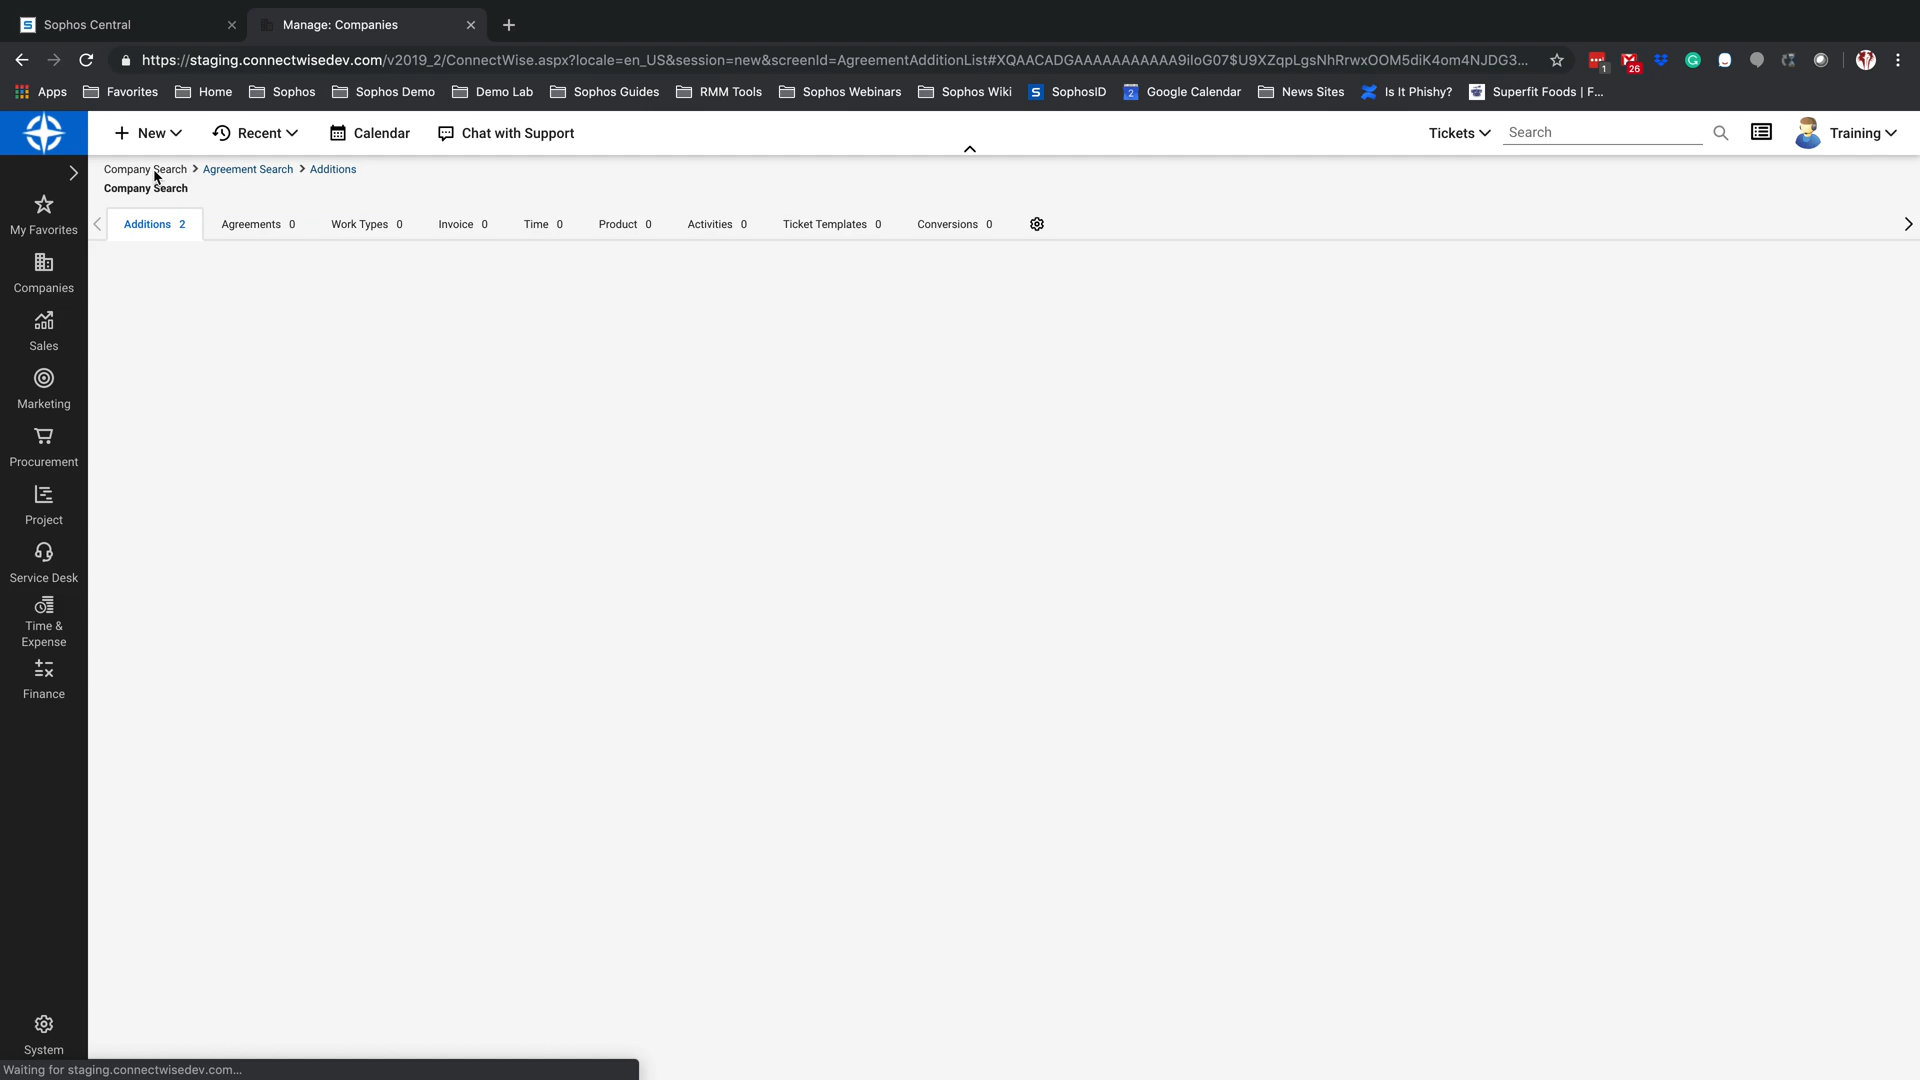 Sophos Central
Manage: Companies
https://staging.connectwisedev.com/v2019_2/ConnectWise.aspx?locale=en_US&session=new&screenId=AgreementAdditionList#XQAACADGAAAAAAAAAAA9iIoG07$U9XZqpLgsNhRrwxOOM5diK4om4NJDG3...
1
26
Apps
Favorites
Home
Sophos
Sophos Demo
Demo Lab
Sophos Guides
RMM Tools
Sophos Webinars
Sophos Wiki
S
SophosID
2
Google Calendar
News Sites
Is It Phishy?
Superfit Foods | F...
New
Recent
Calendar
Chat with Support
Tickets
Search
Training
Company Search > Agreement Search > Additions
Company Search
Additions 2
Agreements 0
Work Types 0
Invoice 0
Time 0
Product 0
Activities 0
Ticket Templates 0
Conversions 0
My Favorites
Companies
Sales
Marketing
Procurement
Project
Service Desk
Time &
Expense
Finance
System
Waiting for staging.connectwisedev.com...